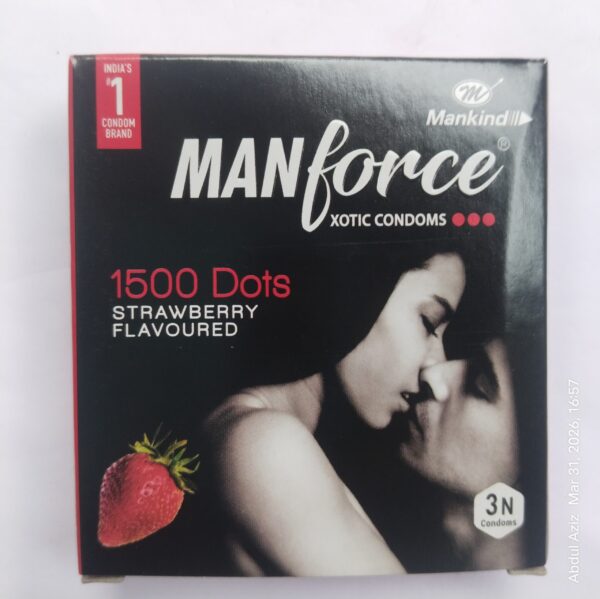 INDIA'S
#1
CONDOM
BRAND
Mankind
MANforce®
XOTIC CONDOMS
1500 Dots
STRAWBERRY
FLAVOURED
3N
Condoms
Abdul Aziz Mar 31, 2026, 16:57